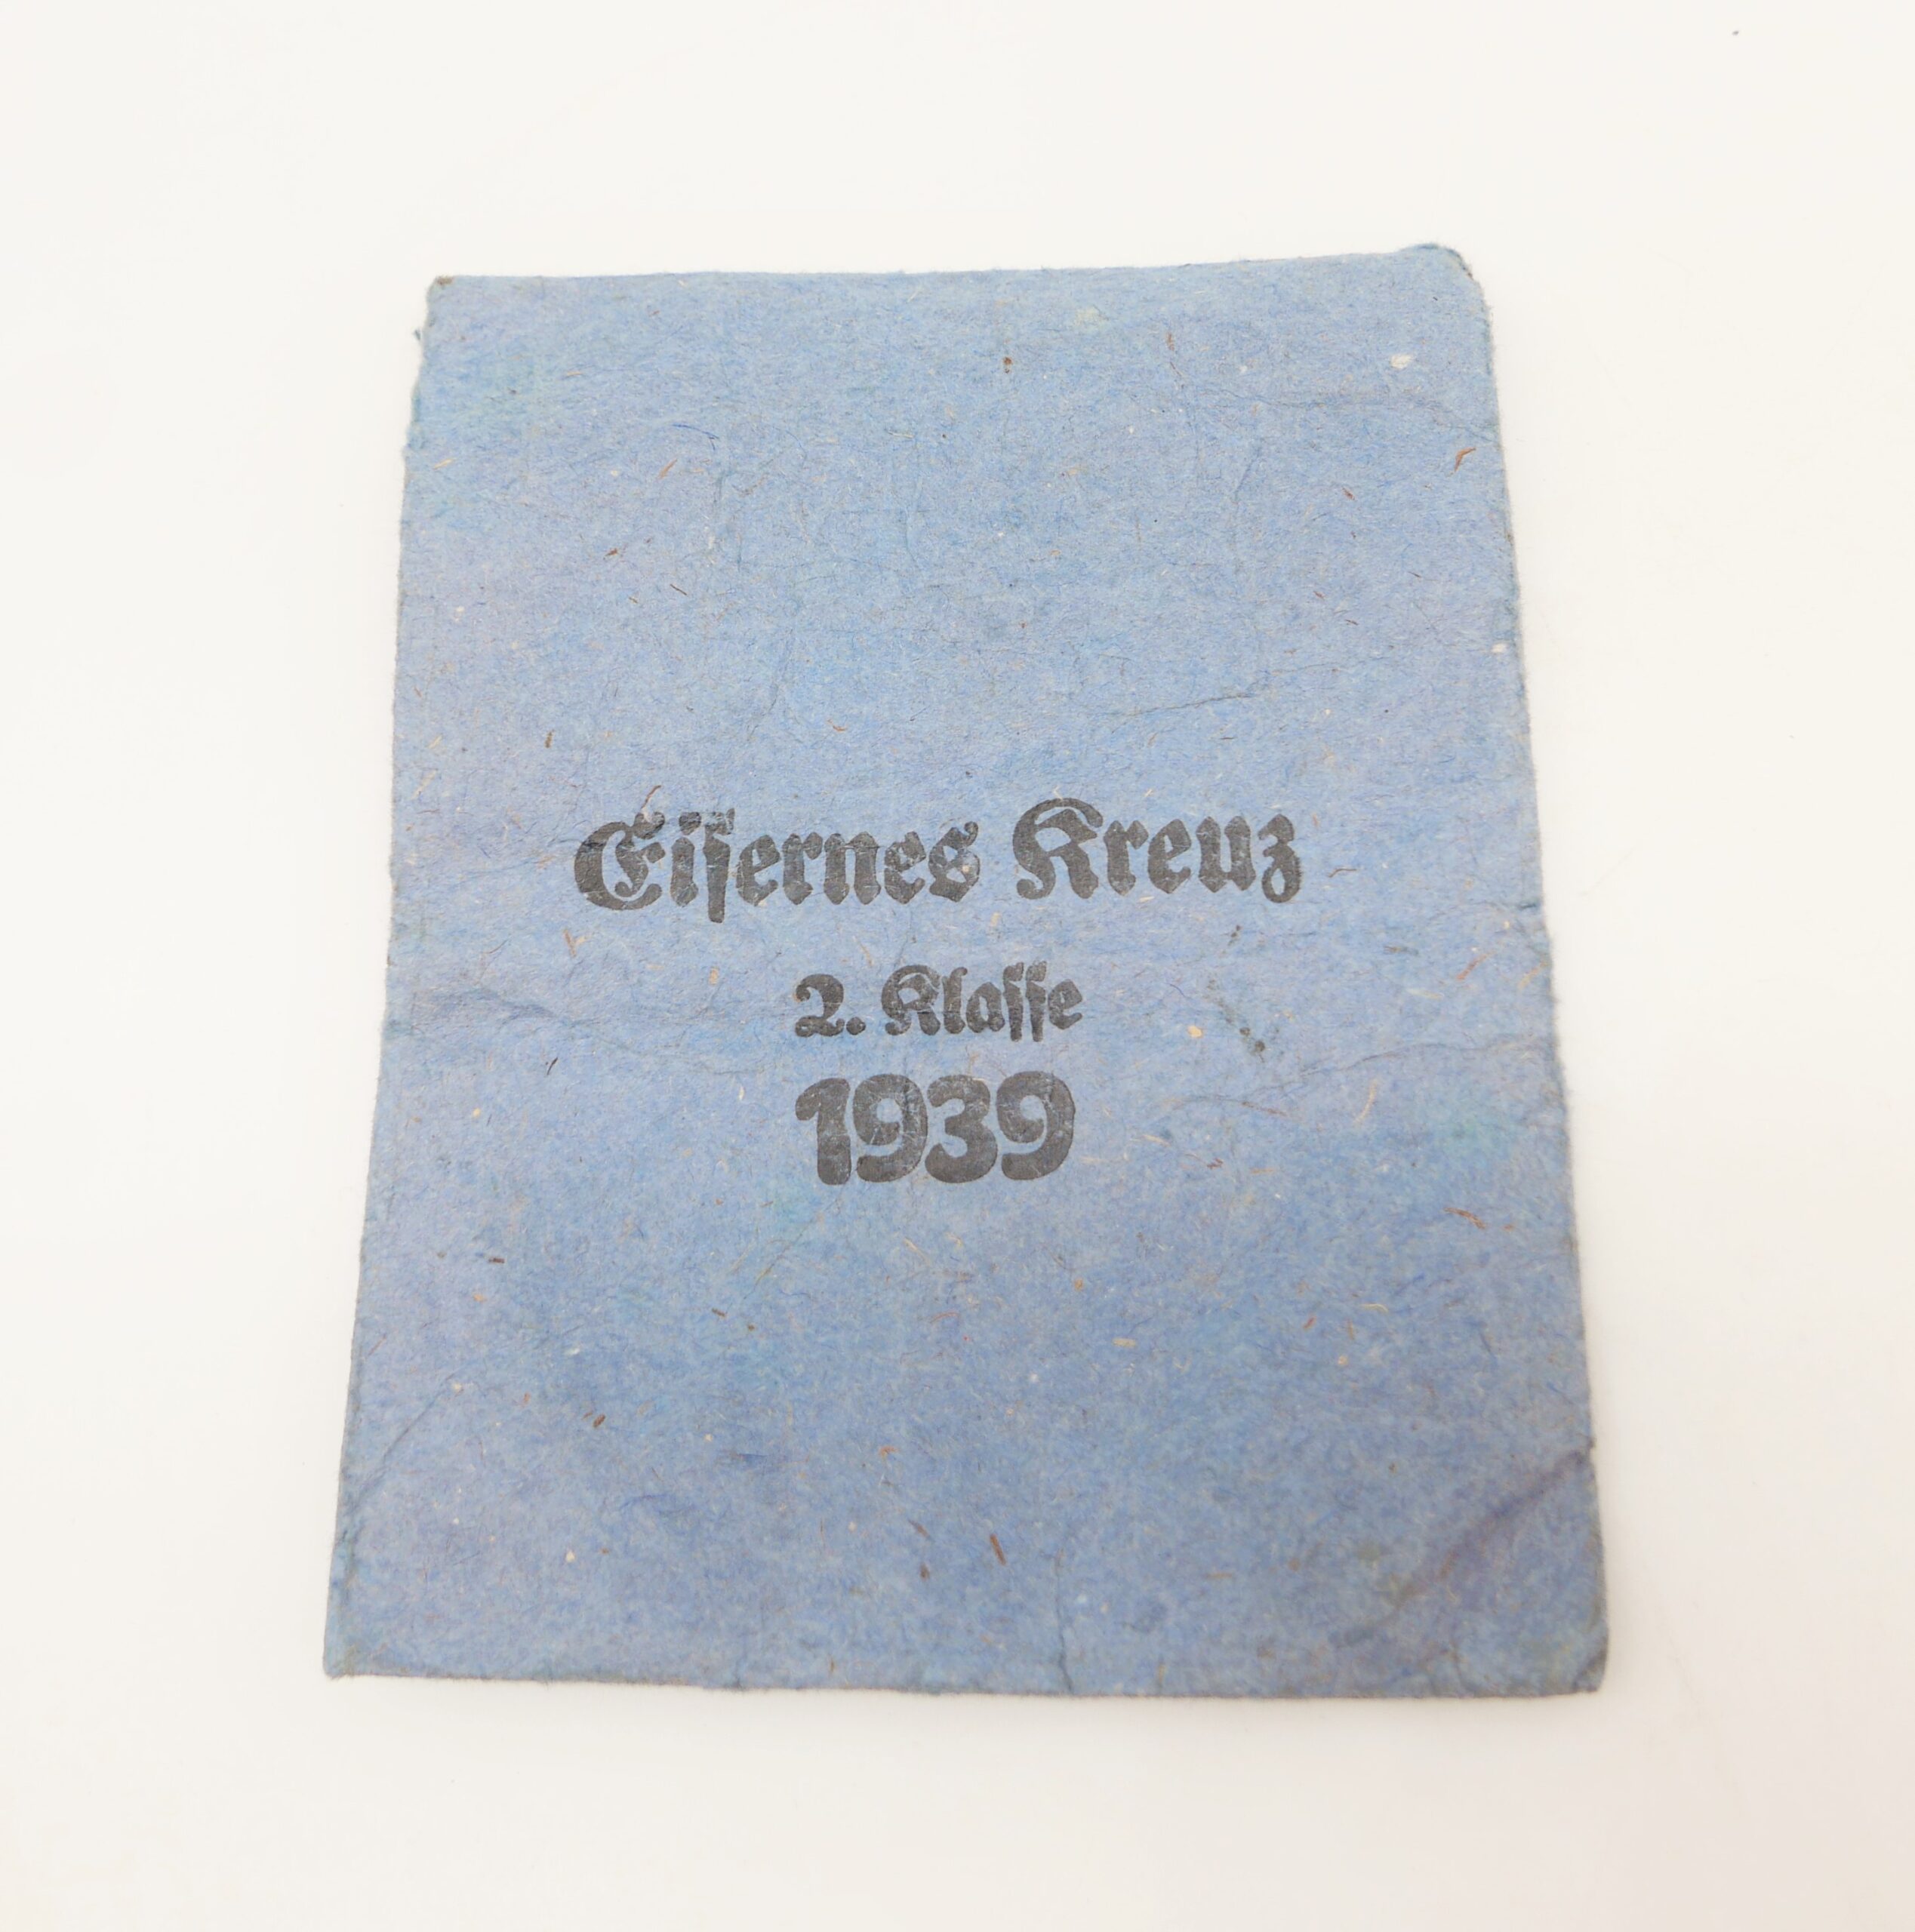 Eiſernes Kreuz
2. Klaſſe
1939